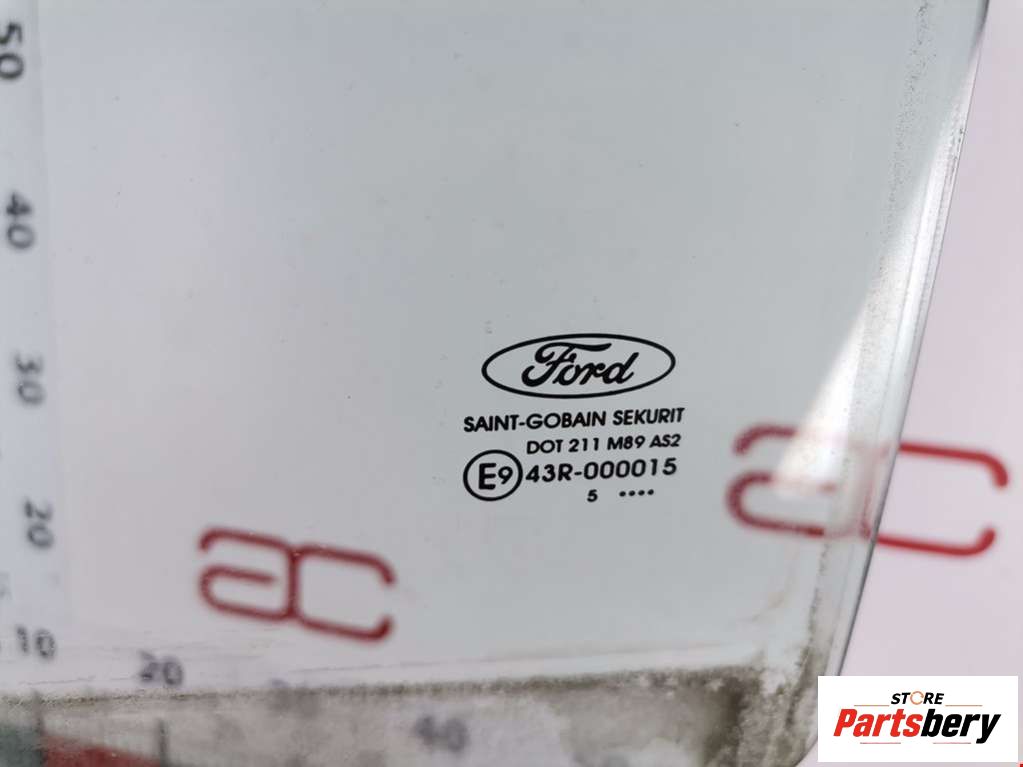 50
40
30
20
10
20
40
Ford
SAINT-GOBAIN SEKURIT
DOT 211 M89 AS2
E9 43R-000015
5 ••••
ac
ac
STORE
Partsbery